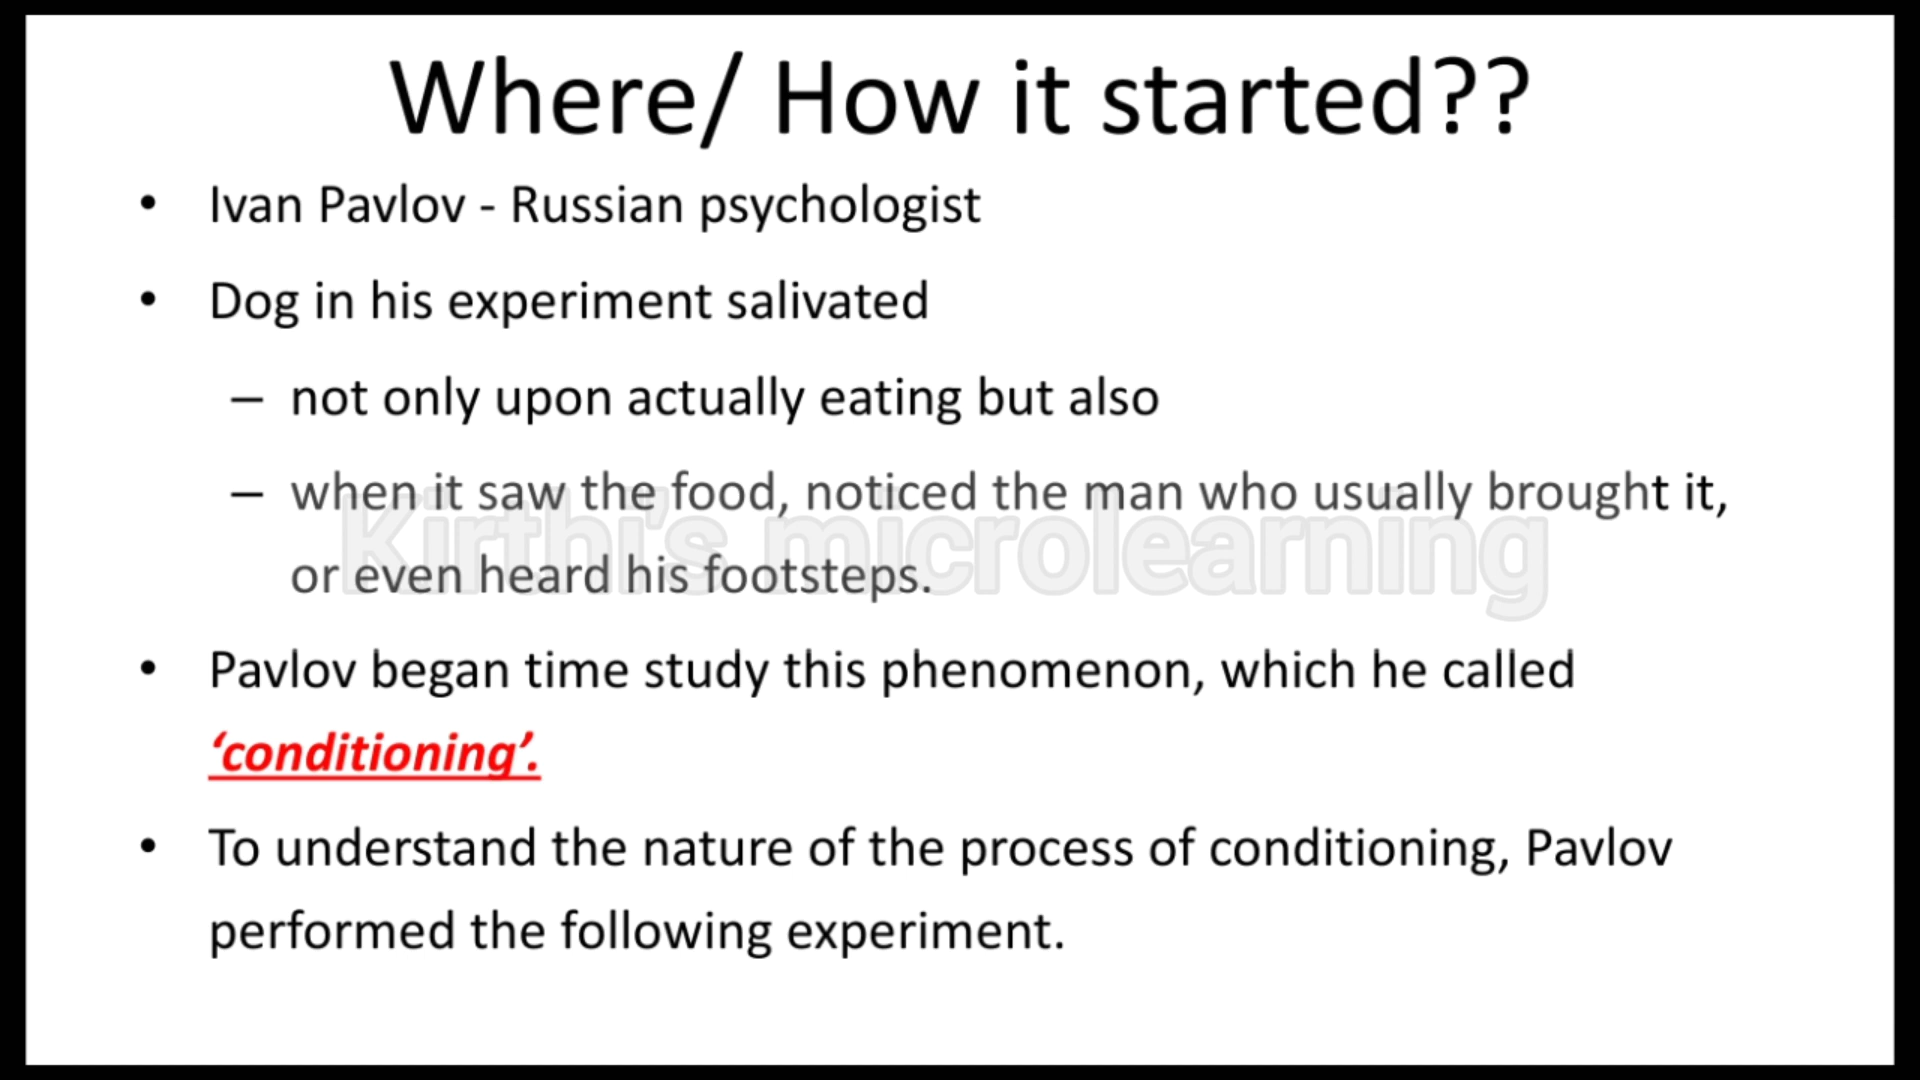 Where/ How it started??
• Ivan Pavlov - Russian psychologist
• Dog in his experiment salivated
– not only upon actually eating but also
– when it saw the food, noticed the man who usually brought it,
or even heard his footsteps.
Kirthi's microlearning
• Pavlov began time study this phenomenon, which he called
‘conditioning’.
• To understand the nature of the process of conditioning, Pavlov
performed the following experiment.